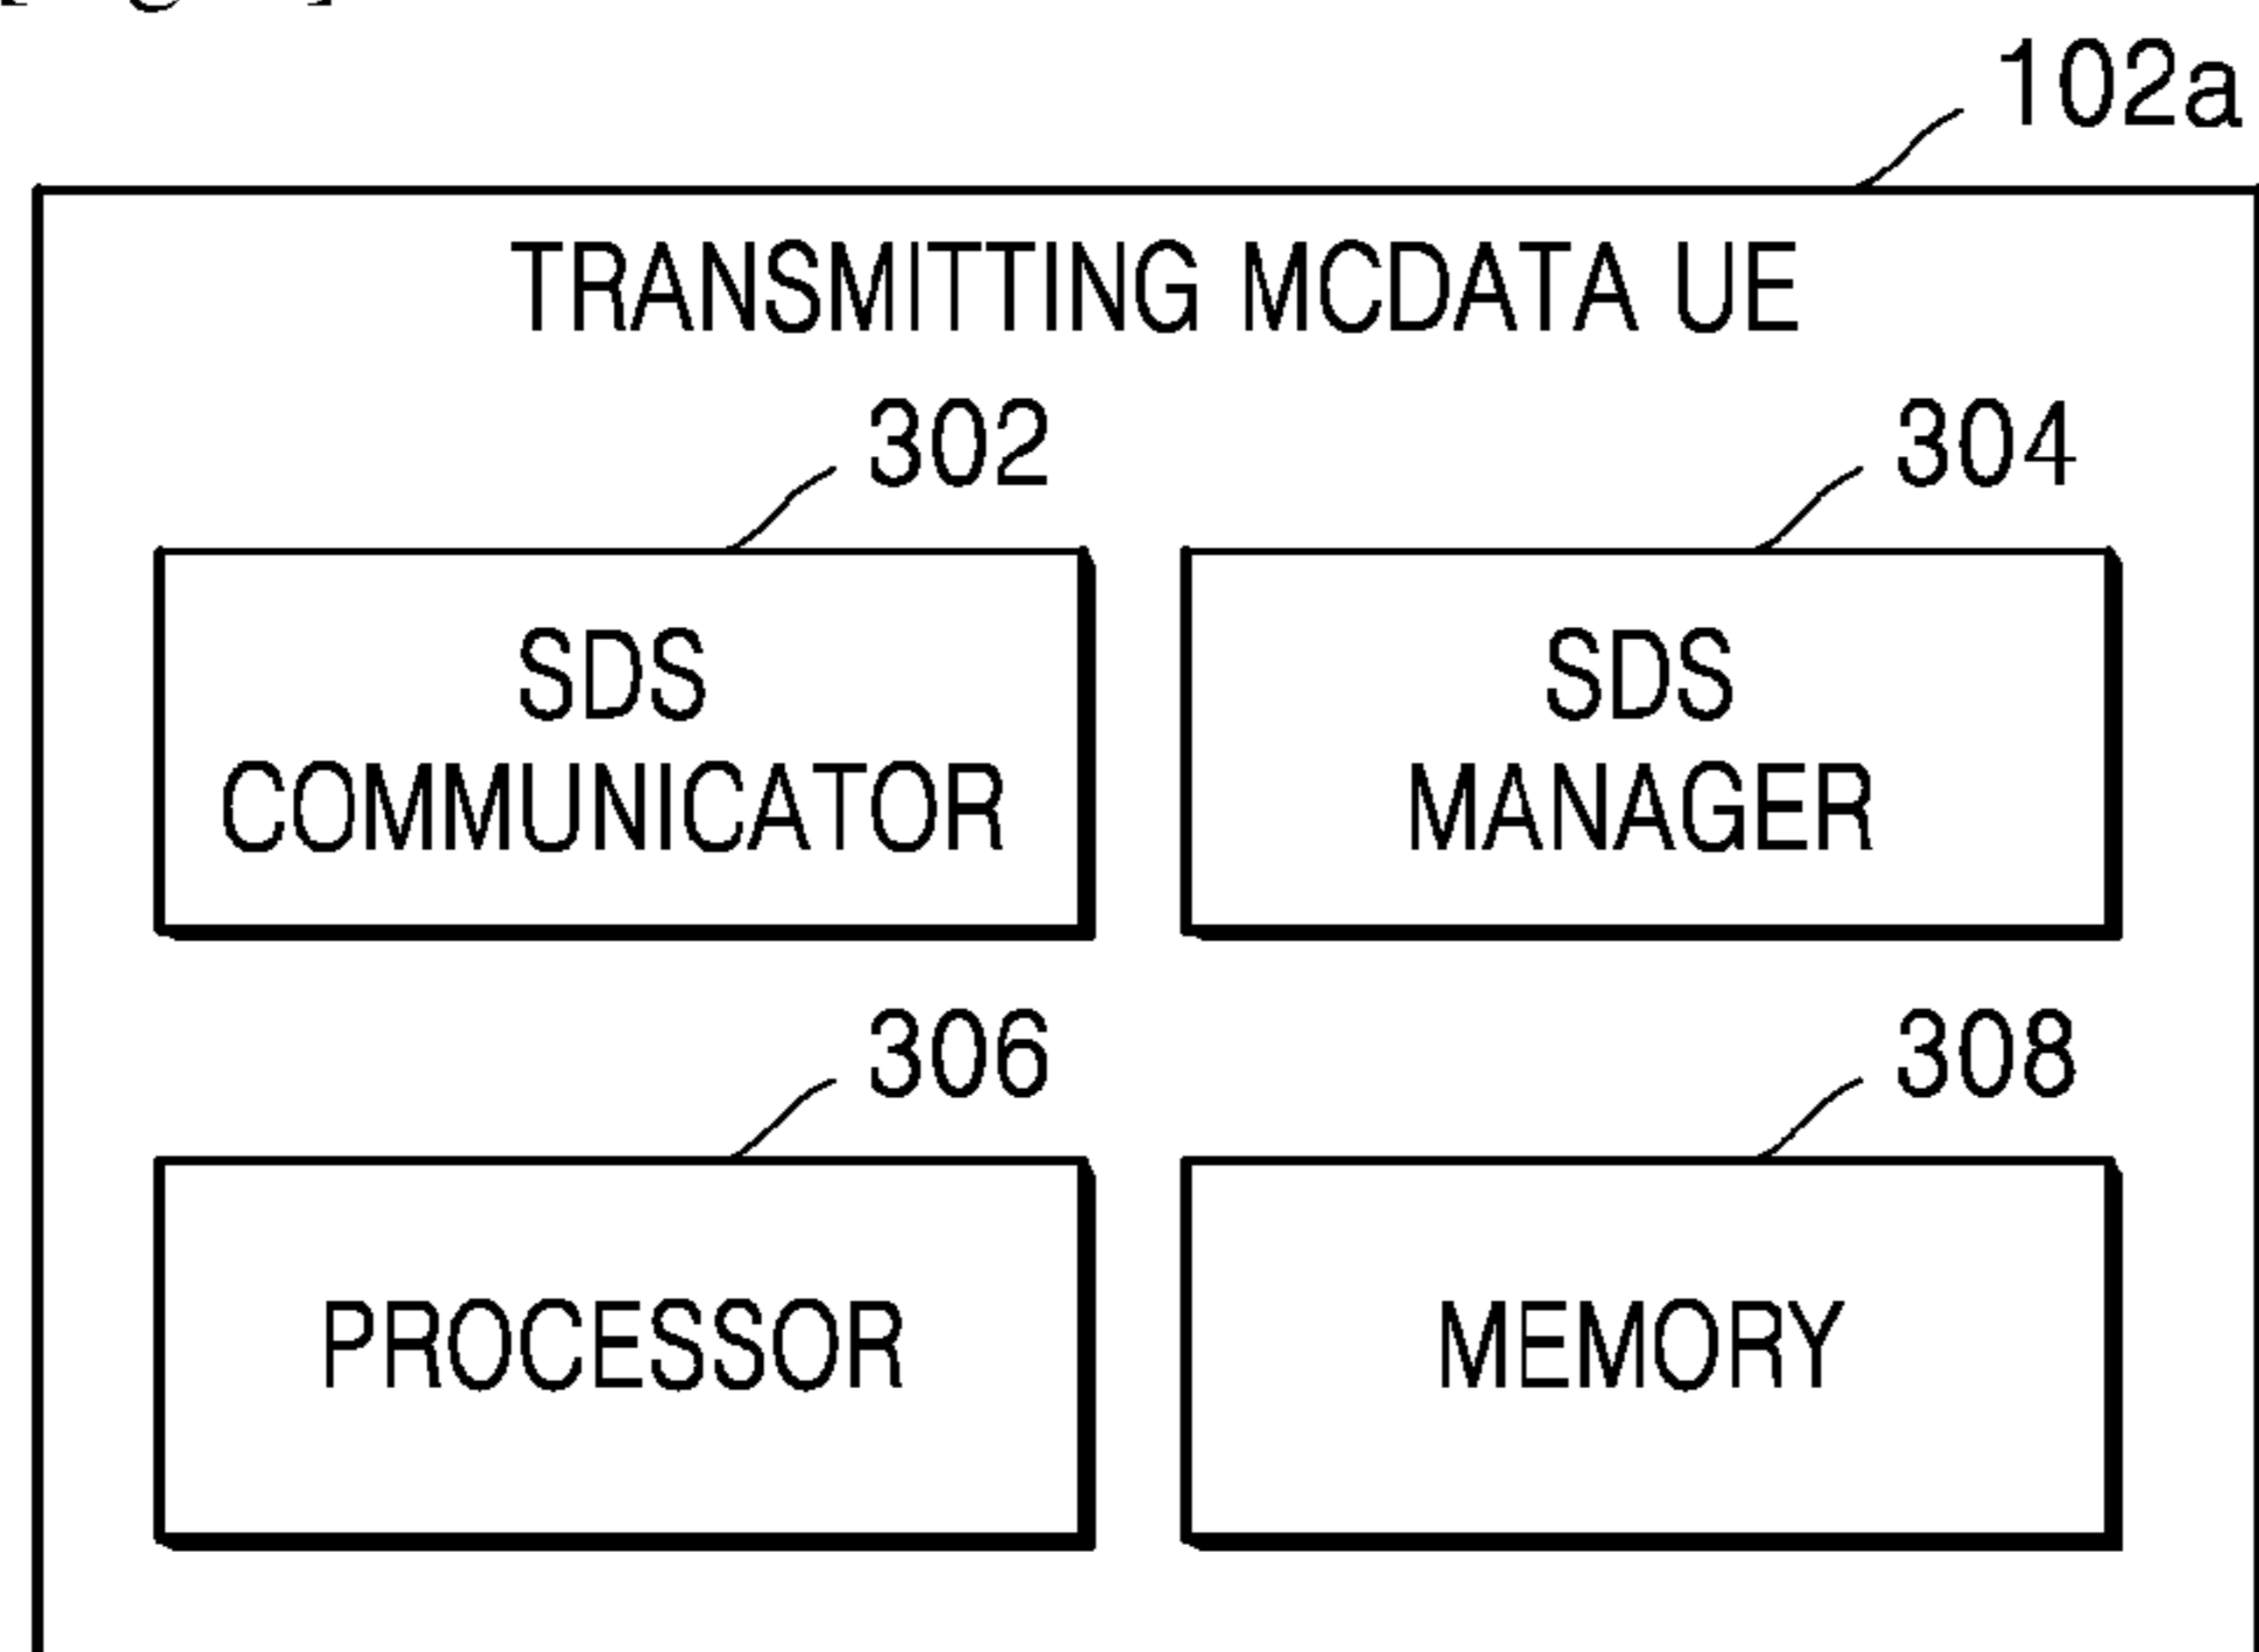 102a
TRANSMITTING MCDATA UE
302
304
SDS
COMMUNICATOR
SDS
MANAGER
306
308
PROCESSOR
MEMORY